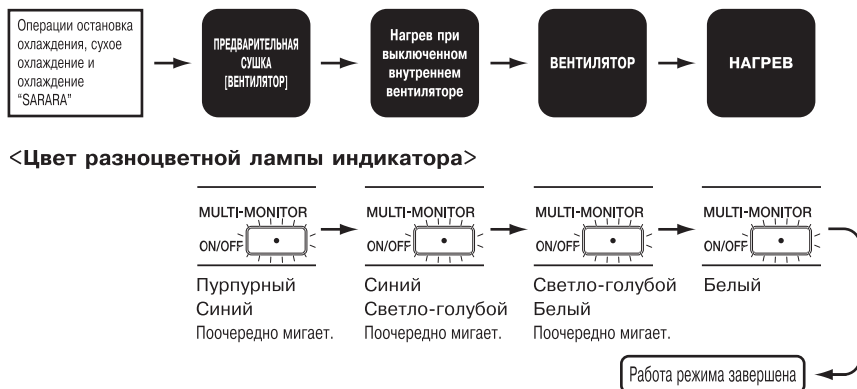 Операции остановка
охлаждения, сухое
охлаждение и
охлаждение
“SARARA”
ПРЕДВАРИТЕЛЬНАЯ
СУШКА
[ВЕНТИЛЯТОР]
Нагрев при
выключенном
внутреннем
вентиляторе
ВЕНТИЛЯТОР
НАГРЕВ
<Цвет разноцветной лампы индикатора>
MULTI-MONITOR
ON/OFF
Пурпурный
Синий
Поочередно мигает.
MULTI-MONITOR
ON/OFF
Синий
Светло-голубой
Поочередно мигает.
MULTI-MONITOR
ON/OFF
Светло-голубой
Белый
Поочередно мигает.
MULTI-MONITOR
ON/OFF
Белый
Работа режима завершена